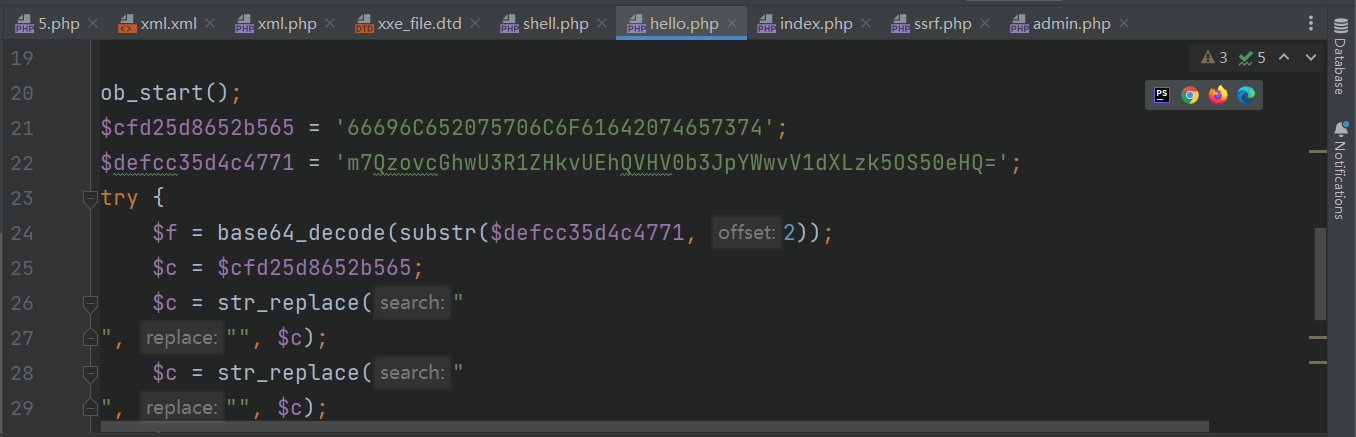 5.php xml.xml xml.php xxe_file.dtd shell.php hello.php index.php ssrf.php admin.php
3 5
19
20 ob_start();
21 $cfd25d8652b565 = '66696C652075706C6F61642074657374';
22 $defcc35d4c4771 = 'm7QzovcGhwU3R1ZHkvUEhQVHV0b3JpYWwvV1dXLzk5OS50eHQ=';
23 try {
24 $f = base64_decode(substr($defcc35d4c4771, offset: 2));
25 $c = $cfd25d8652b565;
26 $c = str_replace( search: "
27 ", replace: "", $c);
28 $c = str_replace( search: "
29 ", replace: "", $c);
Database
Notifications